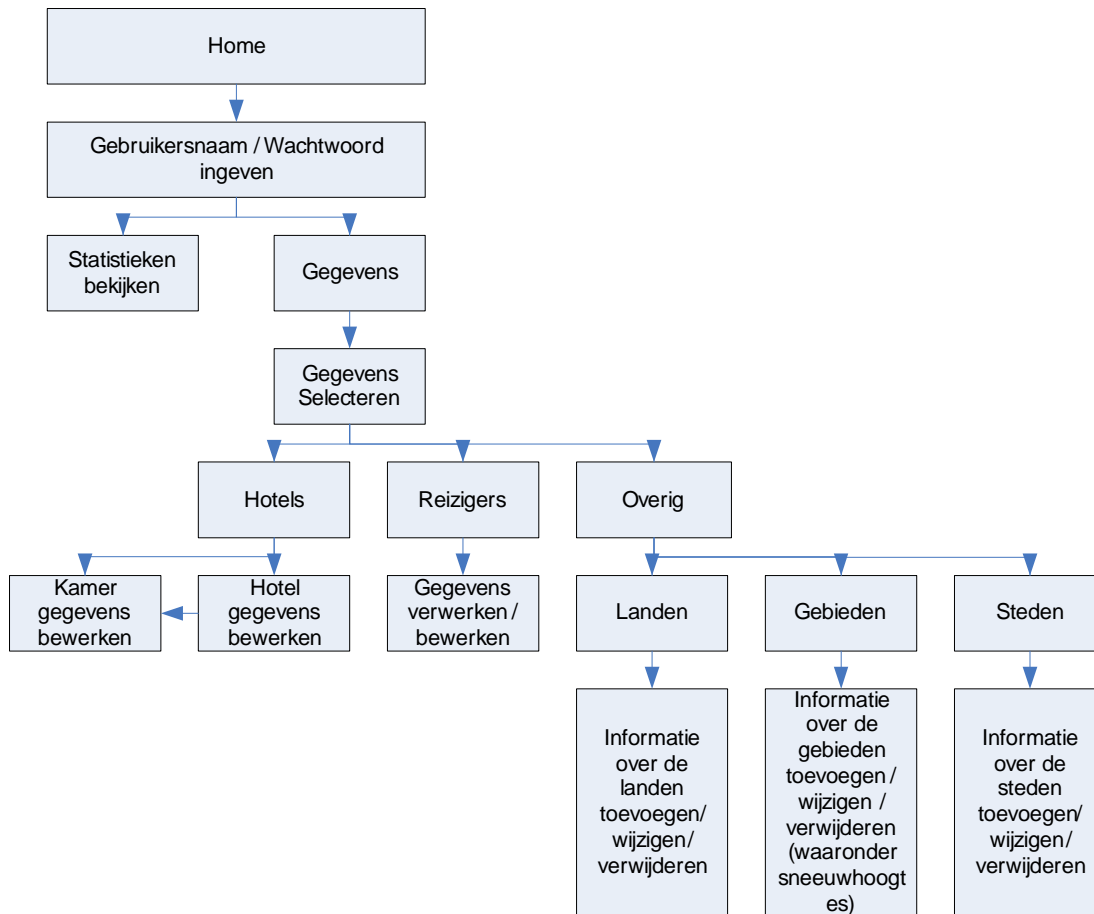 Home
Gebruikersnaam / Wachtwoord
ingeven
Statistieken
bekijken
Gegevens
Gegevens
Selecteren
Hotels
Reizigers
Overig
Kamer
gegevens
bewerken
Hotel
gegevens
bewerken
Gegevens
verwerken /
bewerken
Landen
Gebieden
Steden
Informatie
over de
landen
toevoegen/
wijzigen/
verwijderen
Informatie
over de
gebieden
toevoegen /
wijzigen /
verwijderen
(waaronder
sneeuwhoogt
es)
Informatie
over de
steden
toevoegen/
wijzigen/
verwijderen